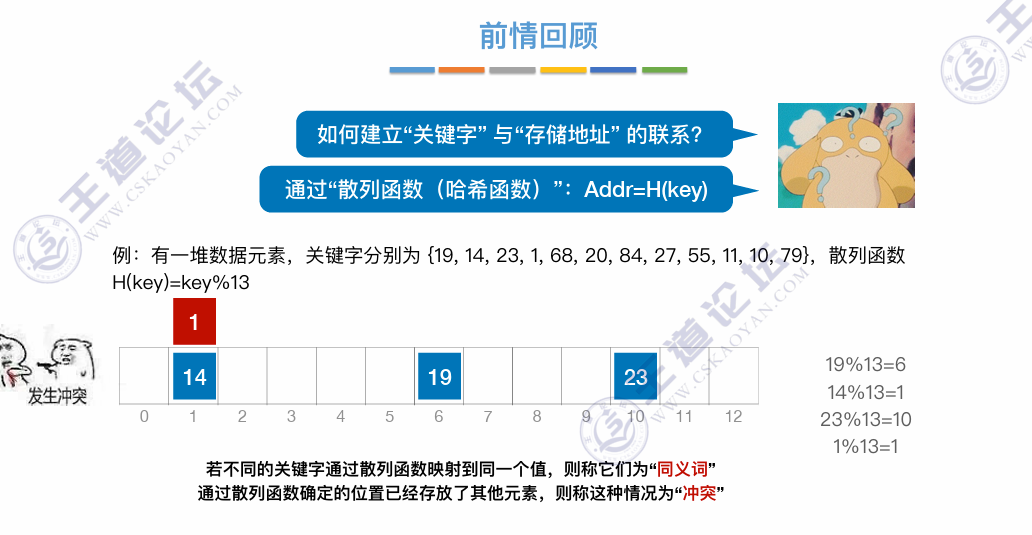 前情回顾
如何建立“关键字” 与“存储地址” 的联系？
通过“散列函数（哈希函数）”：Addr=H(key)
例：有一堆数据元素，关键字分别为 {19, 14, 23, 1, 68, 20, 84, 27, 55, 11, 10, 79}，散列函数
H(key)=key%13
1
14 19 23
0 1 2 3 4 5 6 7 8 9 10 11 12
发生冲突
19%13=6
14%13=1
23%13=10
1%13=1
若不同的关键字通过散列函数映射到同一个值，则称它们为“同义词”
通过散列函数确定的位置已经存放了其他元素，则称这种情况为“冲突”
王道论坛
WWW.CSKAOYAN.COM
王道论坛
WWW.CSKAOYAN.COM